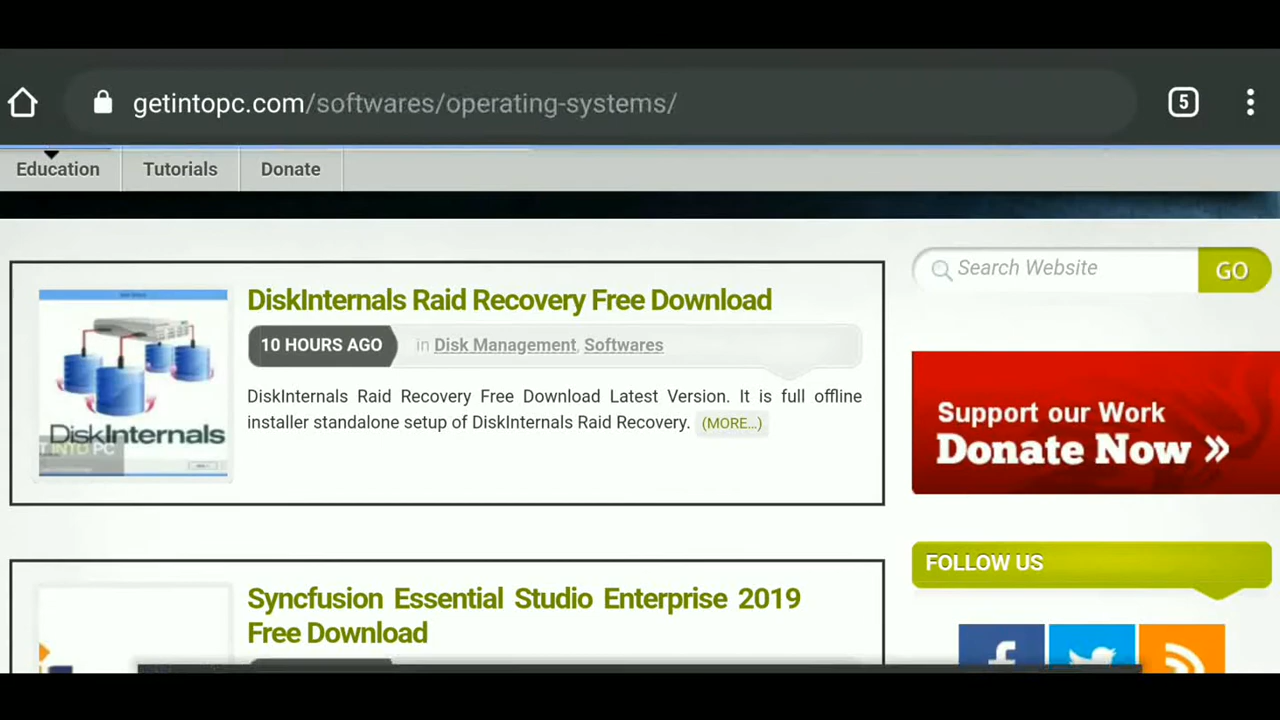 getintopc.com/softwares/operating-systems/
5
Education
Tutorials
Donate
DiskInternals Raid Recovery Free Download
10 HOURS AGO
in Disk Management, Softwares
DiskInternals Raid Recovery Free Download Latest Version. It is full offline
installer standalone setup of DiskInternals Raid Recovery. (MORE...)
DiskInternals
T INTO PC
Search Website
GO
Support our Work
Donate Now »
FOLLOW US
Syncfusion Essential Studio Enterprise 2019
Free Download